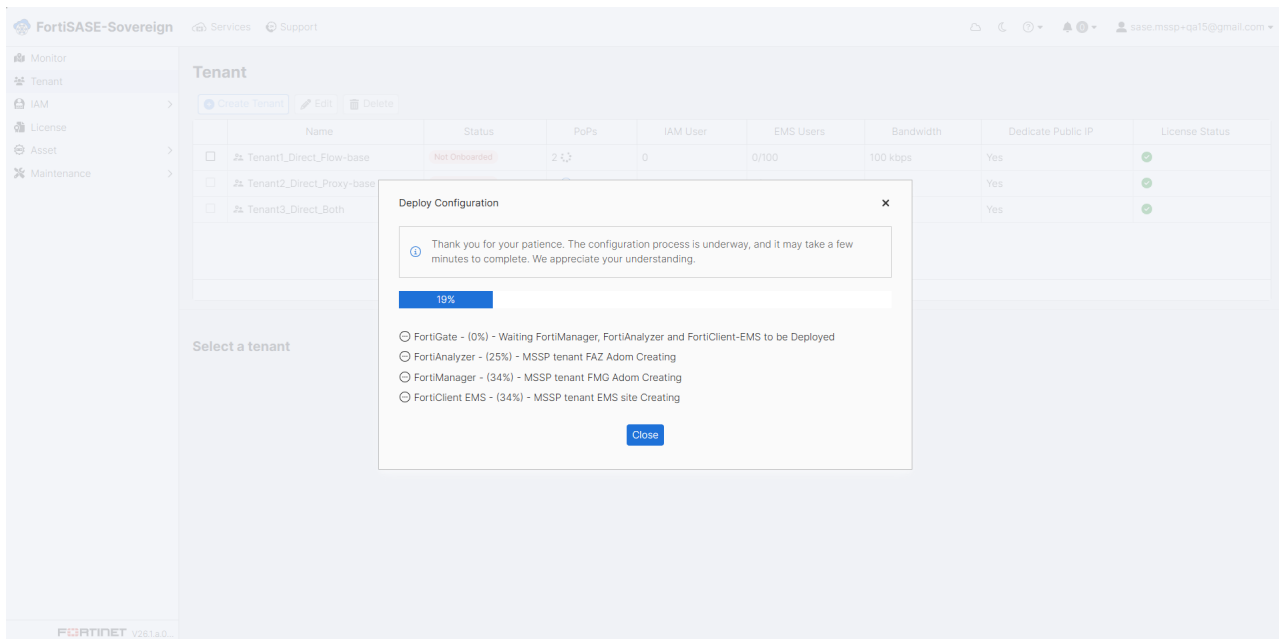 FortiSASE-Sovereign Services Support 0 sase.mssp+qa15@gmail.com
Monitor
Tenant
IAM
License
Asset
Maintenance
Tenant
Create Tenant Edit Delete
Name Status PoPs IAM User EMS Users Bandwidth Dedicate Public IP License Status
Tenant1_Direct_Flow-base Not Onboarded 2 0 0/100 100 kbps Yes
Tenant2_Direct_Proxy-base Yes
Tenant3_Direct_Both Yes
Deploy Configuration
Thank you for your patience. The configuration process is underway, and it may take a few
minutes to complete. We appreciate your understanding.
19%
FortiGate - (0%) - Waiting FortiManager, FortiAnalyzer and FortiClient-EMS to be Deployed
FortiAnalyzer - (25%) - MSSP tenant FAZ Adom Creating
FortiManager - (34%) - MSSP tenant FMG Adom Creating
FortiClient EMS - (34%) - MSSP tenant EMS site Creating
Close
Select a tenant
FORTINET V26.1.a.0...